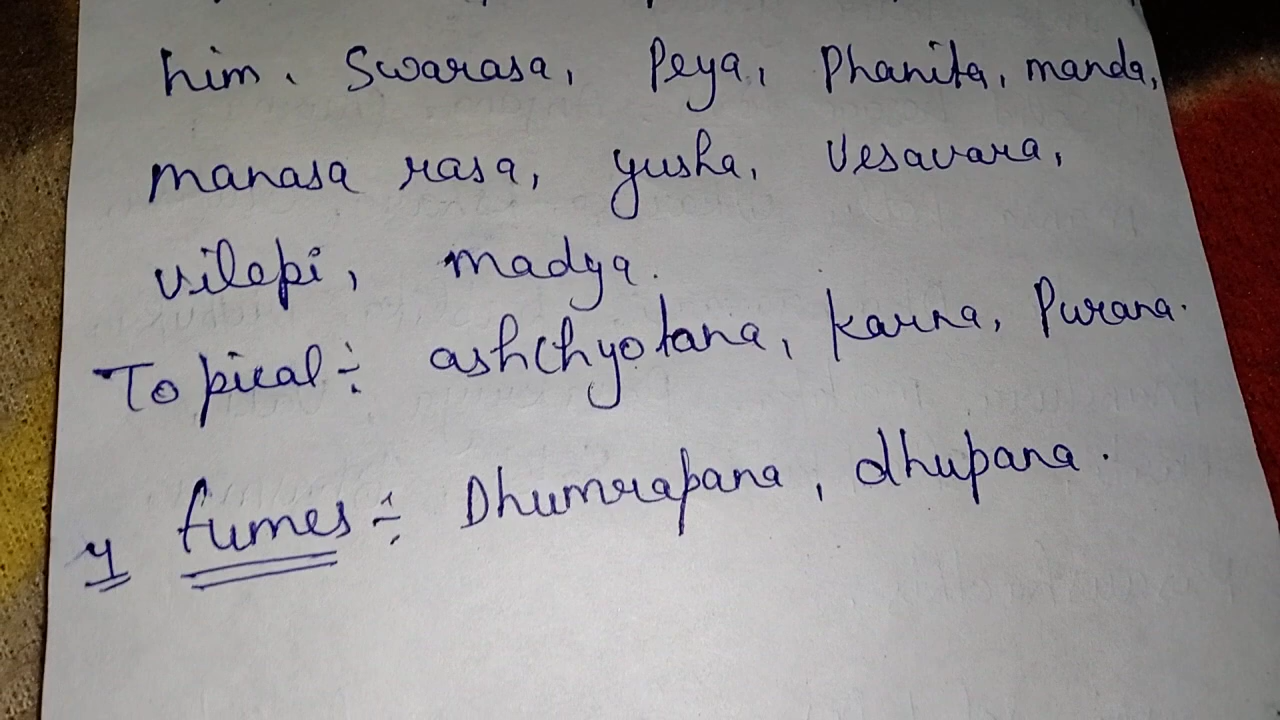 him. Swarasa, Peya, Phanita, manda,
manasa rasa, yusha, Vesavara,
vilepi, madya.
Topical ÷ ashchyotana, Karna, Purana.
4 fumes ÷ Dhumrapana, dhupana.